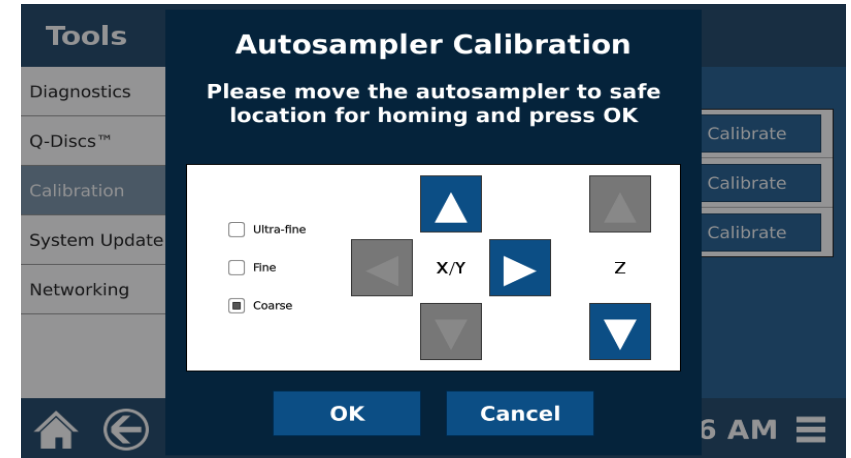 Tools
Autosampler Calibration
Please move the autosampler to safe
location for homing and press OK
Diagnostics
Q-Discs™
Calibration
System Update
Networking
Calibrate
Calibrate
Calibrate
Ultra-fine
Fine
Coarse
X/Y
Z
OK
Cancel
6 AM